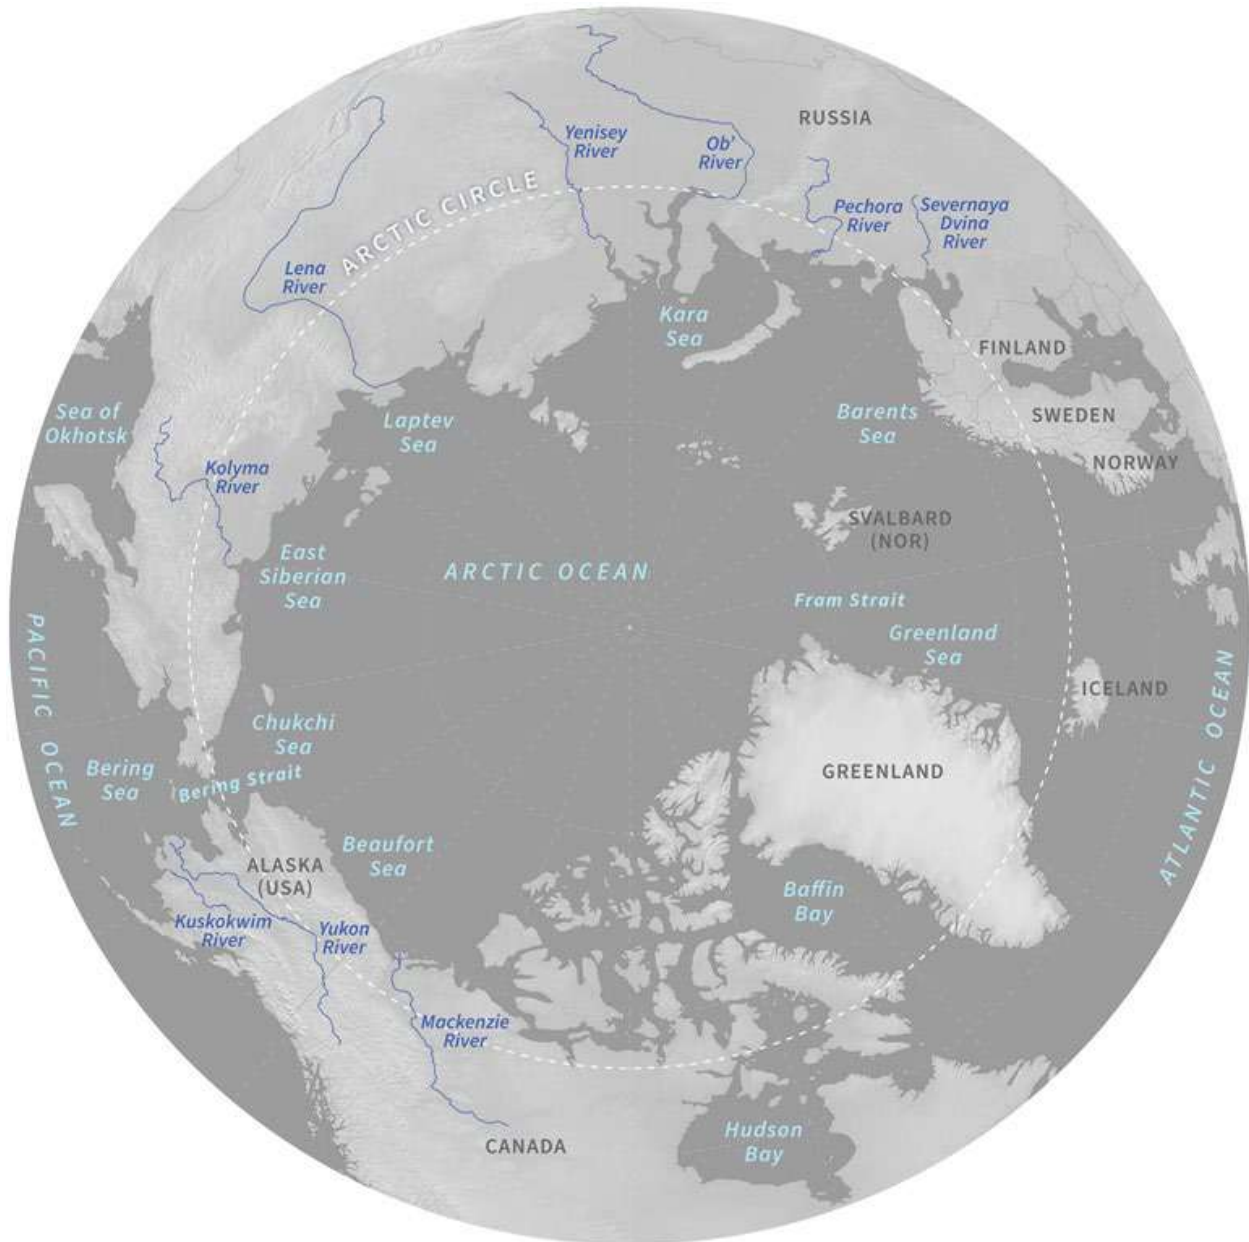 RUSSIA
Yenisey
River
Ob'
River
ARCTIC CIRCLE
Pechora
River
Severnaya
Dvina
River
Lena
River
Kara
Sea
FINLAND
Sea of
Okhotsk
Laptev
Sea
Barents
Sea
SWEDEN
NORWAY
Kolyma
River
SVALBARD
(NOR)
East
Siberian
Sea
ARCTIC OCEAN
Fram Strait
Greenland
Sea
PACIFIC OCEAN
ICELAND
ATLANTIC OCEAN
Chukchi
Sea
Bering
Sea
Bering Strait
GREENLAND
ALASKA
(USA)
Beaufort
Sea
Baffin
Bay
Kuskokwim
River
Yukon
River
Mackenzie
River
CANADA
Hudson
Bay